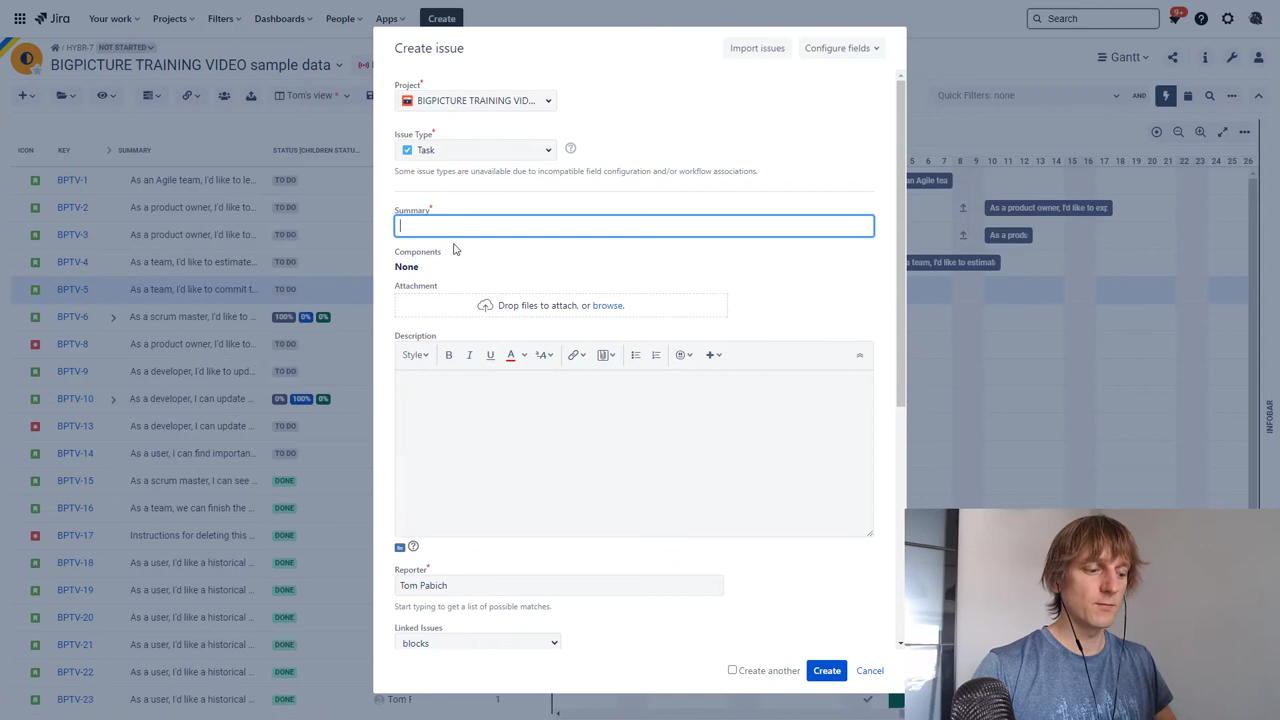 Jira
Your work
Projects
Filters
Dashboards
People
Apps
Create
Search
9+
/ HYBR-7 NOT STARTED
BIGPICTURE TRAINING VIDEO sample data
Gantt
Tom's view *
Quick Filters: none
AND
ICON KEY SUMMARY STATUS [CHILDREN STATU...
5 6 7 8 9 10 11 12 13 14 15 16 17 18 19 20 21 22 23 24 25 26
BPTV-1 As an Agile team, I'd like to le... TO DO
BPTV-2 As a product owner, I'd like to... TO DO
BPTV-3 As a product owner, I'd like to... TO DO
BPTV-4 As a team, I'd like to estimate... TO DO
BPTV-5 As a team, I'd like to commit t... TO DO
BPTV-6 As a scrum master, I'd like to ... 100% 0% 0%
BPTV-8 As a product owner, I'd like to... TO DO
BPTV-9 As a developer, I'd like to upd... TO DO
BPTV-10 As a developer, I can update ... 0% 100% 0%
BPTV-13 As a developer, I can update ... TO DO
BPTV-14 As a user, I can find importan... TO DO
BPTV-15 As a scrum master, I can see ... DONE
BPTV-16 As a team, we can finish the ... DONE
BPTV-17 Instructions for deleting this ... DONE
BPTV-18 As a user, I'd like a historical ... DONE
BPTV-19 As a user, I'd like a historical ... DONE
BPTV-20 As a user, I'd like a historical ... DONE
BPTV-21 As a user, I'd like a historical ... DONE
BPTV-22 As a user, I'd like a historical ... DONE
BPTV-23 As a user, I'd like a historical ... DONE
Tom P 1
an Agile tea
As a product owner, I'd like to exp
As a produ
a team, I'd like to estimate
INFOBAR
Create issue
Import issues
Configure fields
Project*
BIGPICTURE TRAINING VID...
Issue Type*
Task
Some issue types are unavailable due to incompatible field configuration and/or workflow associations.
Summary*
Components
None
Attachment
Drop files to attach, or browse.
Description
Style B I U A
Reporter*
Tom Pabich
Start typing to get a list of possible matches.
Linked Issues
blocks
Create another
Create
Cancel